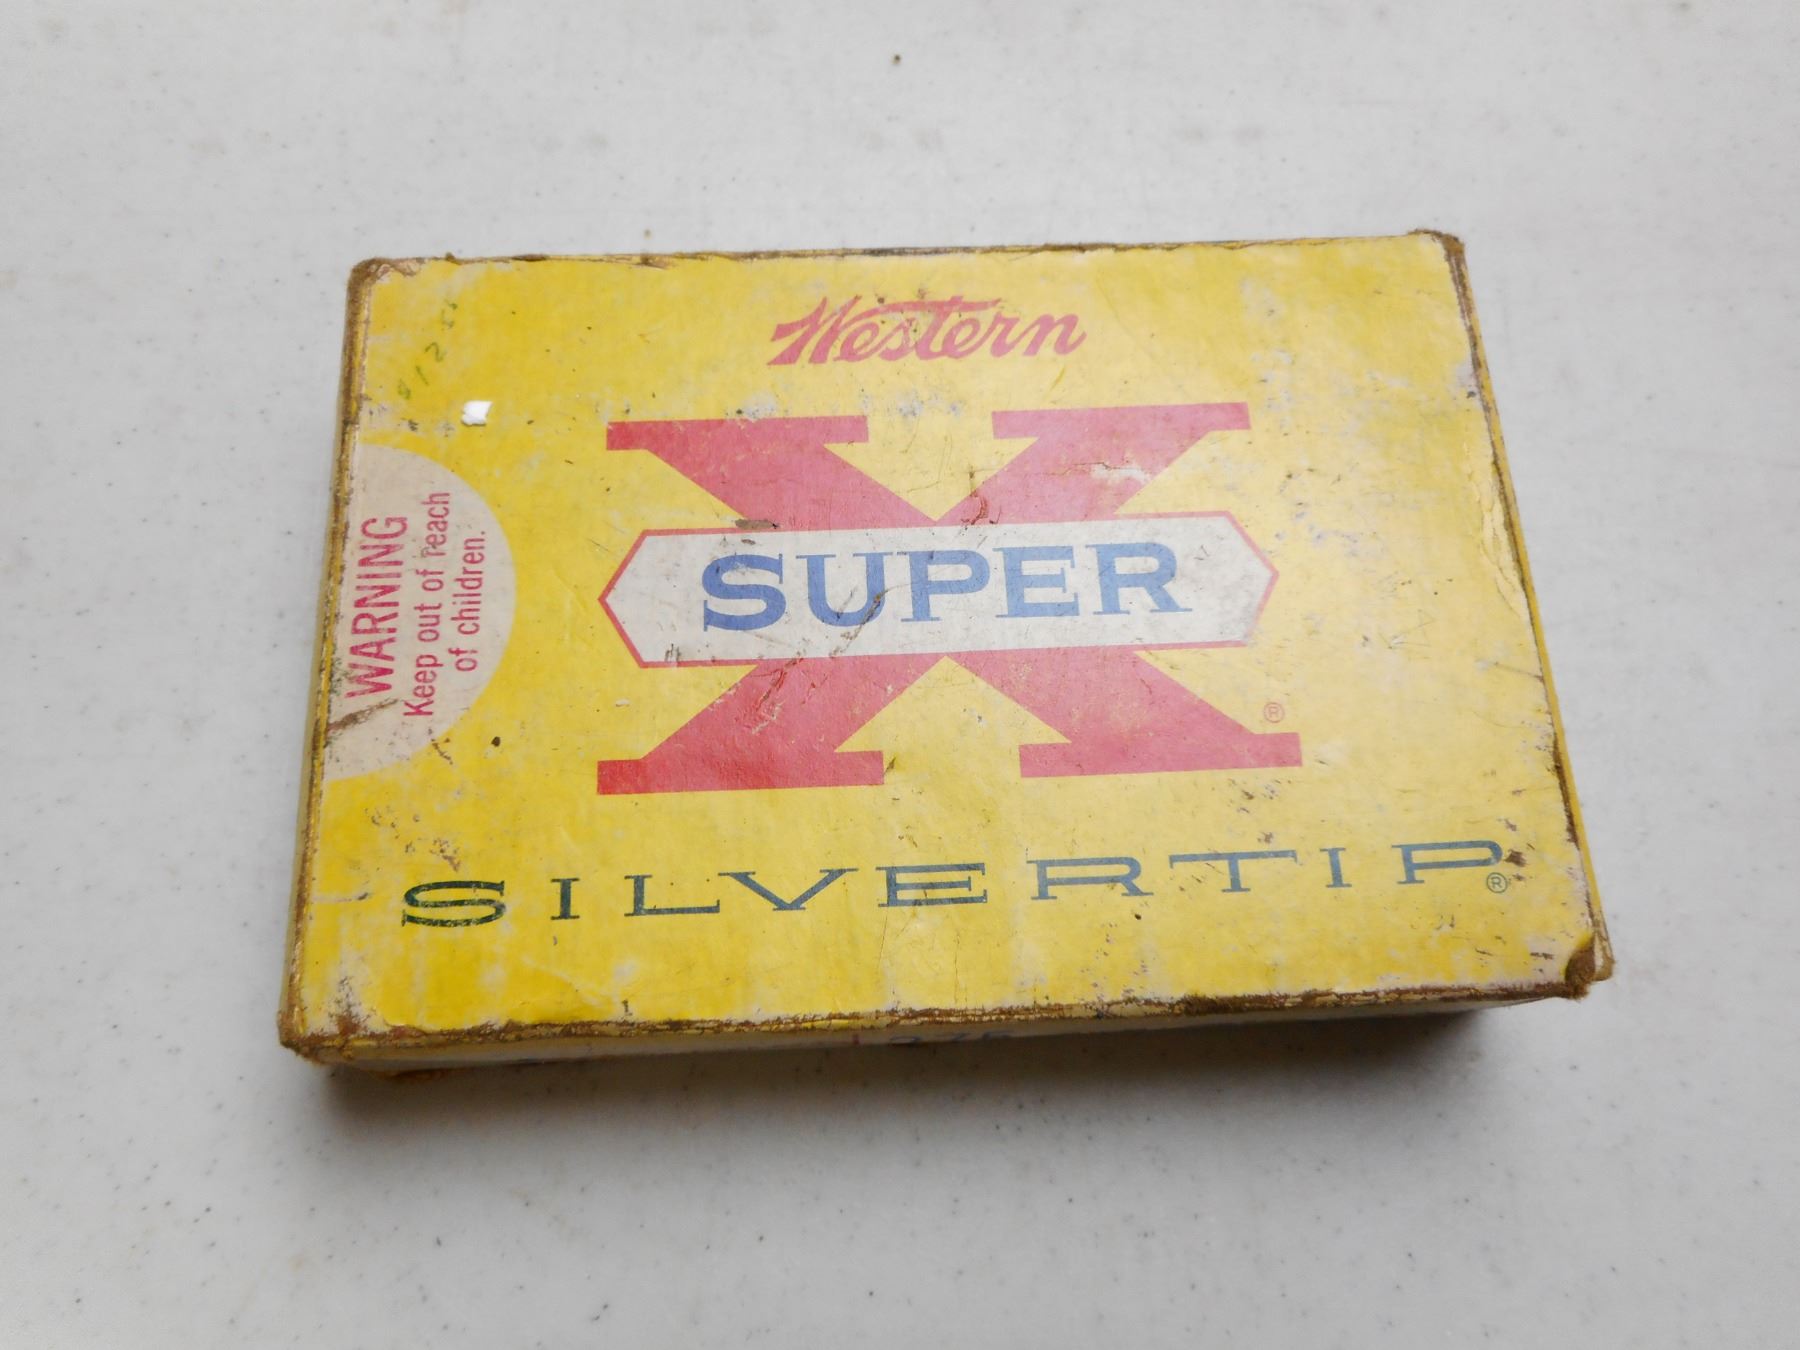 Western
X
SUPER
®
SILVERTIP®
WARNING
Keep out of reach
of children.